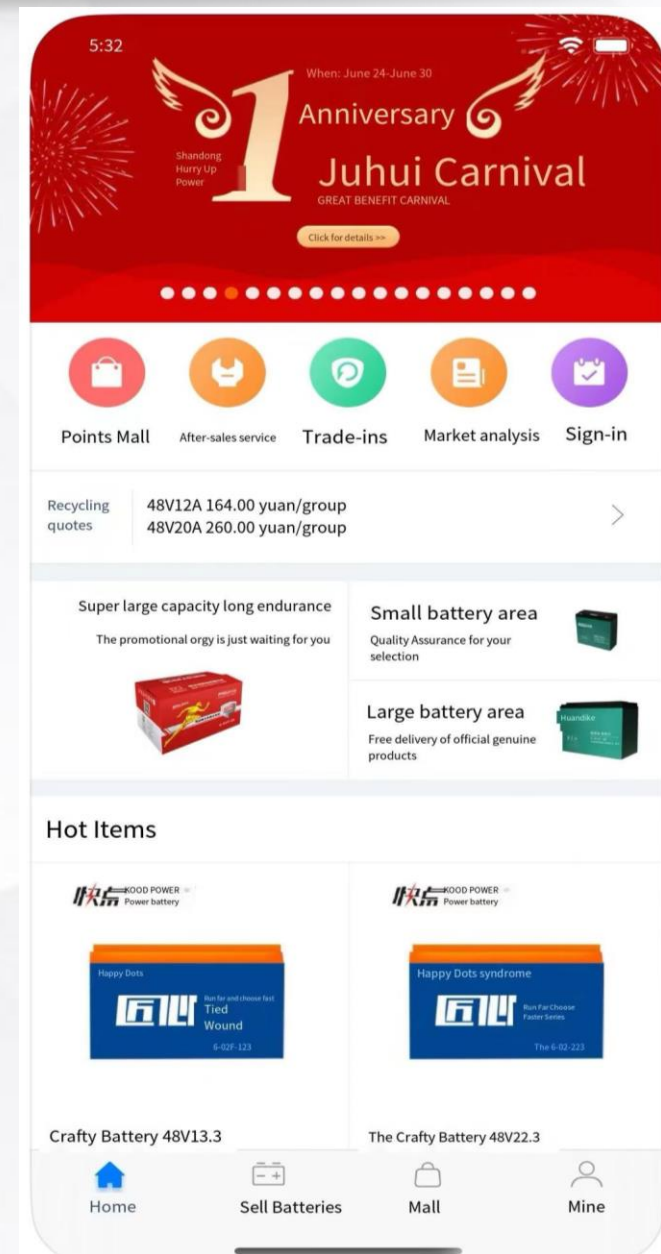 5:32
When: June 24-June 30
Anniversary
1
Shandong
Hurry Up
Power
Juhui Carnival
GREAT BENEFIT CARNIVAL
Click for details >>
Points Mall
After-sales service
Trade-ins
Market analysis
Sign-in
Recycling
quotes
48V12A 164.00 yuan/group
48V20A 260.00 yuan/group
Super large capacity long endurance
The promotional orgy is just waiting for you
Small battery area
Quality Assurance for your
selection
Large battery area
Free delivery of official genuine
products
Huandike
Hot Items
快点 KOOD POWER
Power battery
Happy Dots
Run far and choose fast
Tied
Wound
6-02F-123
Crafty Battery 48V13.3
快点 KOOD POWER
Power battery
Happy Dots syndrome
Run Far Choose
Faster Series
The 6-02-223
The Crafty Battery 48V22.3
Home
Sell Batteries
Mall
Mine